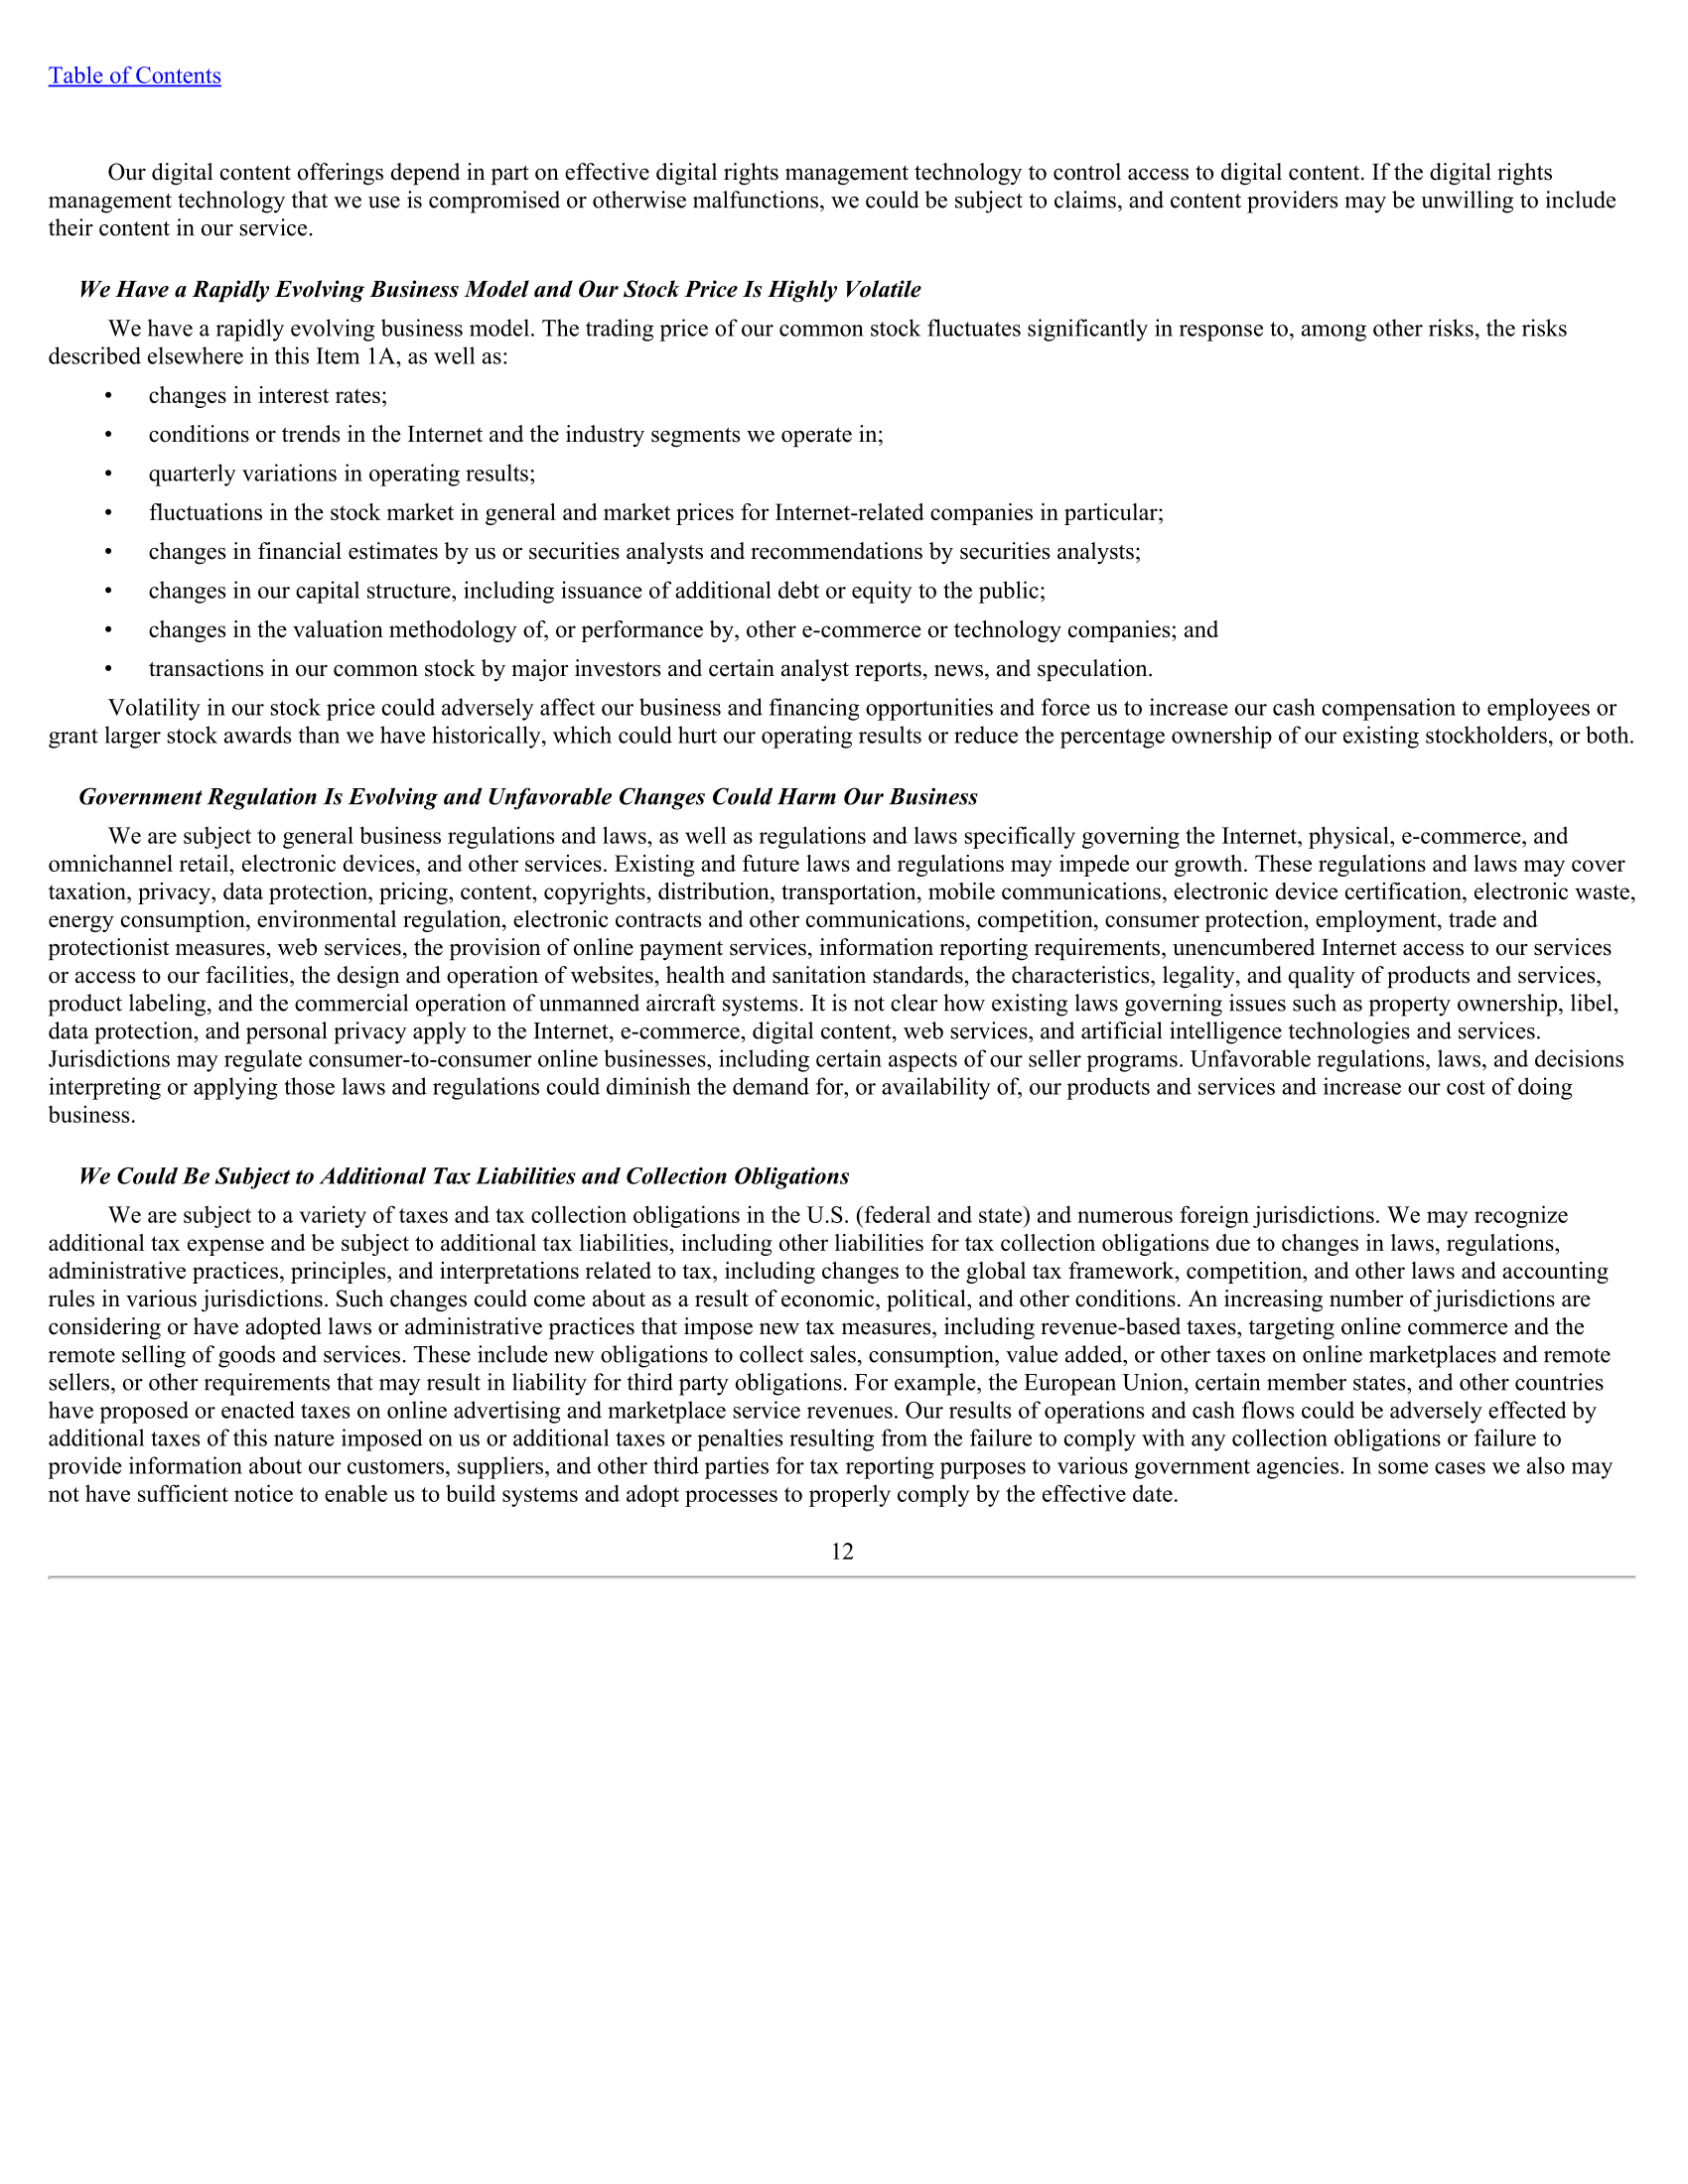 Table of Contents
Our digital content offerings depend in part on effective digital rights management technology to control access to digital content. If the digital rights
management technology that we use is compromised or otherwise malfunctions, we could be subject to claims, and content providers may be unwilling to include
their content in our service.
We Have a Rapidly Evolving Business Model and Our Stock Price Is Highly Volatile
We have a rapidly evolving business model. The trading price of our common stock fluctuates significantly in response to, among other risks, the risks
described elsewhere in this Item 1A, as well as:
• changes in interest rates;
• conditions or trends in the Internet and the industry segments we operate in;
• quarterly variations in operating results;
• fluctuations in the stock market in general and market prices for Internet-related companies in particular;
• changes in financial estimates by us or securities analysts and recommendations by securities analysts;
• changes in our capital structure, including issuance of additional debt or equity to the public;
• changes in the valuation methodology of, or performance by, other e-commerce or technology companies; and
• transactions in our common stock by major investors and certain analyst reports, news, and speculation.
Volatility in our stock price could adversely affect our business and financing opportunities and force us to increase our cash compensation to employees or
grant larger stock awards than we have historically, which could hurt our operating results or reduce the percentage ownership of our existing stockholders, or both.
Government Regulation Is Evolving and Unfavorable Changes Could Harm Our Business
We are subject to general business regulations and laws, as well as regulations and laws specifically governing the Internet, physical, e-commerce, and
omnichannel retail, electronic devices, and other services. Existing and future laws and regulations may impede our growth. These regulations and laws may cover
taxation, privacy, data protection, pricing, content, copyrights, distribution, transportation, mobile communications, electronic device certification, electronic waste,
energy consumption, environmental regulation, electronic contracts and other communications, competition, consumer protection, employment, trade and
protectionist measures, web services, the provision of online payment services, information reporting requirements, unencumbered Internet access to our services
or access to our facilities, the design and operation of websites, health and sanitation standards, the characteristics, legality, and quality of products and services,
product labeling, and the commercial operation of unmanned aircraft systems. It is not clear how existing laws governing issues such as property ownership, libel,
data protection, and personal privacy apply to the Internet, e-commerce, digital content, web services, and artificial intelligence technologies and services.
Jurisdictions may regulate consumer-to-consumer online businesses, including certain aspects of our seller programs. Unfavorable regulations, laws, and decisions
interpreting or applying those laws and regulations could diminish the demand for, or availability of, our products and services and increase our cost of doing
business.
We Could Be Subject to Additional Tax Liabilities and Collection Obligations
We are subject to a variety of taxes and tax collection obligations in the U.S. (federal and state) and numerous foreign jurisdictions. We may recognize
additional tax expense and be subject to additional tax liabilities, including other liabilities for tax collection obligations due to changes in laws, regulations,
administrative practices, principles, and interpretations related to tax, including changes to the global tax framework, competition, and other laws and accounting
rules in various jurisdictions. Such changes could come about as a result of economic, political, and other conditions. An increasing number of jurisdictions are
considering or have adopted laws or administrative practices that impose new tax measures, including revenue-based taxes, targeting online commerce and the
remote selling of goods and services. These include new obligations to collect sales, consumption, value added, or other taxes on online marketplaces and remote
sellers, or other requirements that may result in liability for third party obligations. For example, the European Union, certain member states, and other countries
have proposed or enacted taxes on online advertising and marketplace service revenues. Our results of operations and cash flows could be adversely effected by
additional taxes of this nature imposed on us or additional taxes or penalties resulting from the failure to comply with any collection obligations or failure to
provide information about our customers, suppliers, and other third parties for tax reporting purposes to various government agencies. In some cases we also may
not have sufficient notice to enable us to build systems and adopt processes to properly comply by the effective date.
12